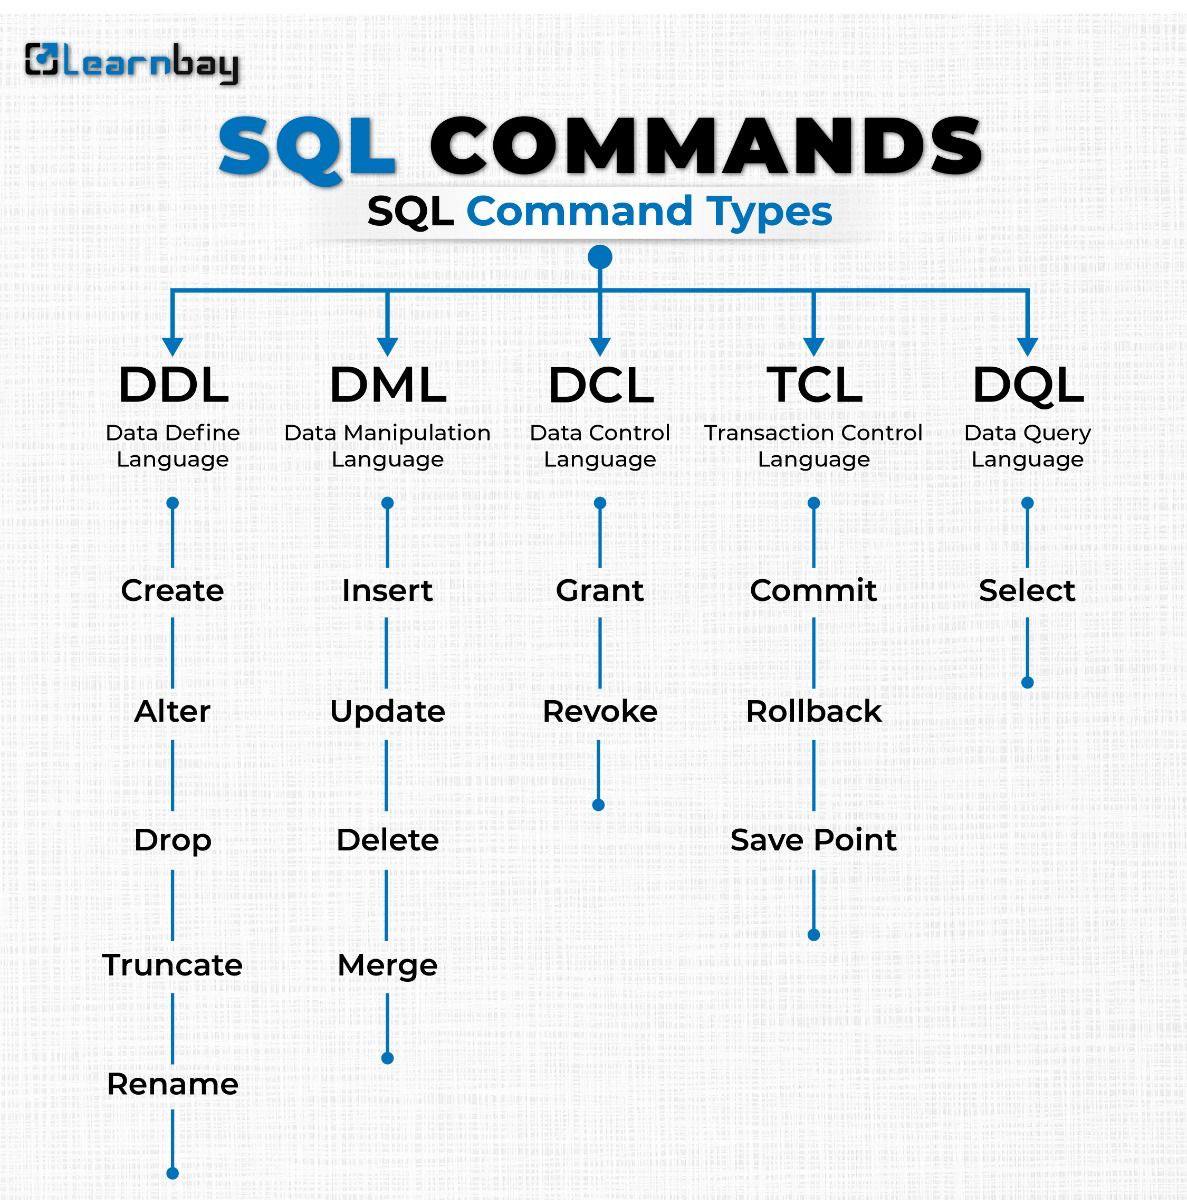 Learnbay
SQL COMMANDS
SQL Command Types
DDL
Data Define
Language
Create
Alter
Drop
Truncate
Rename
DML
Data Manipulation
Language
Insert
Update
Delete
Merge
DCL
Data Control
Language
Grant
Revoke
TCL
Transaction Control
Language
Commit
Rollback
Save Point
DQL
Data Query
Language
Select